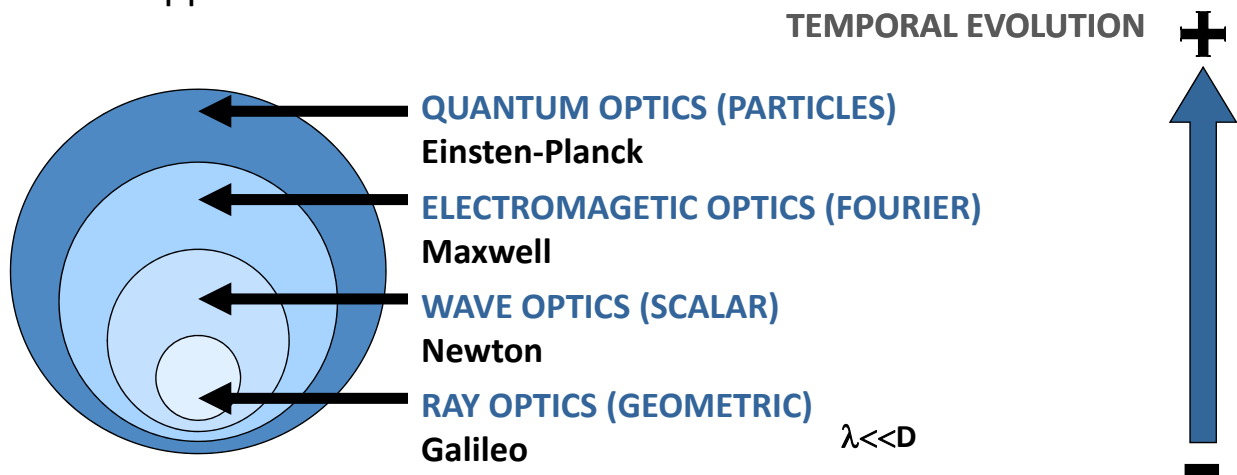 TEMPORAL EVOLUTION +
QUANTUM OPTICS (PARTICLES)
Einsten-Planck
ELECTROMAGETIC OPTICS (FOURIER)
Maxwell
WAVE OPTICS (SCALAR)
Newton
RAY OPTICS (GEOMETRIC)
Galileo
λ<<D
-